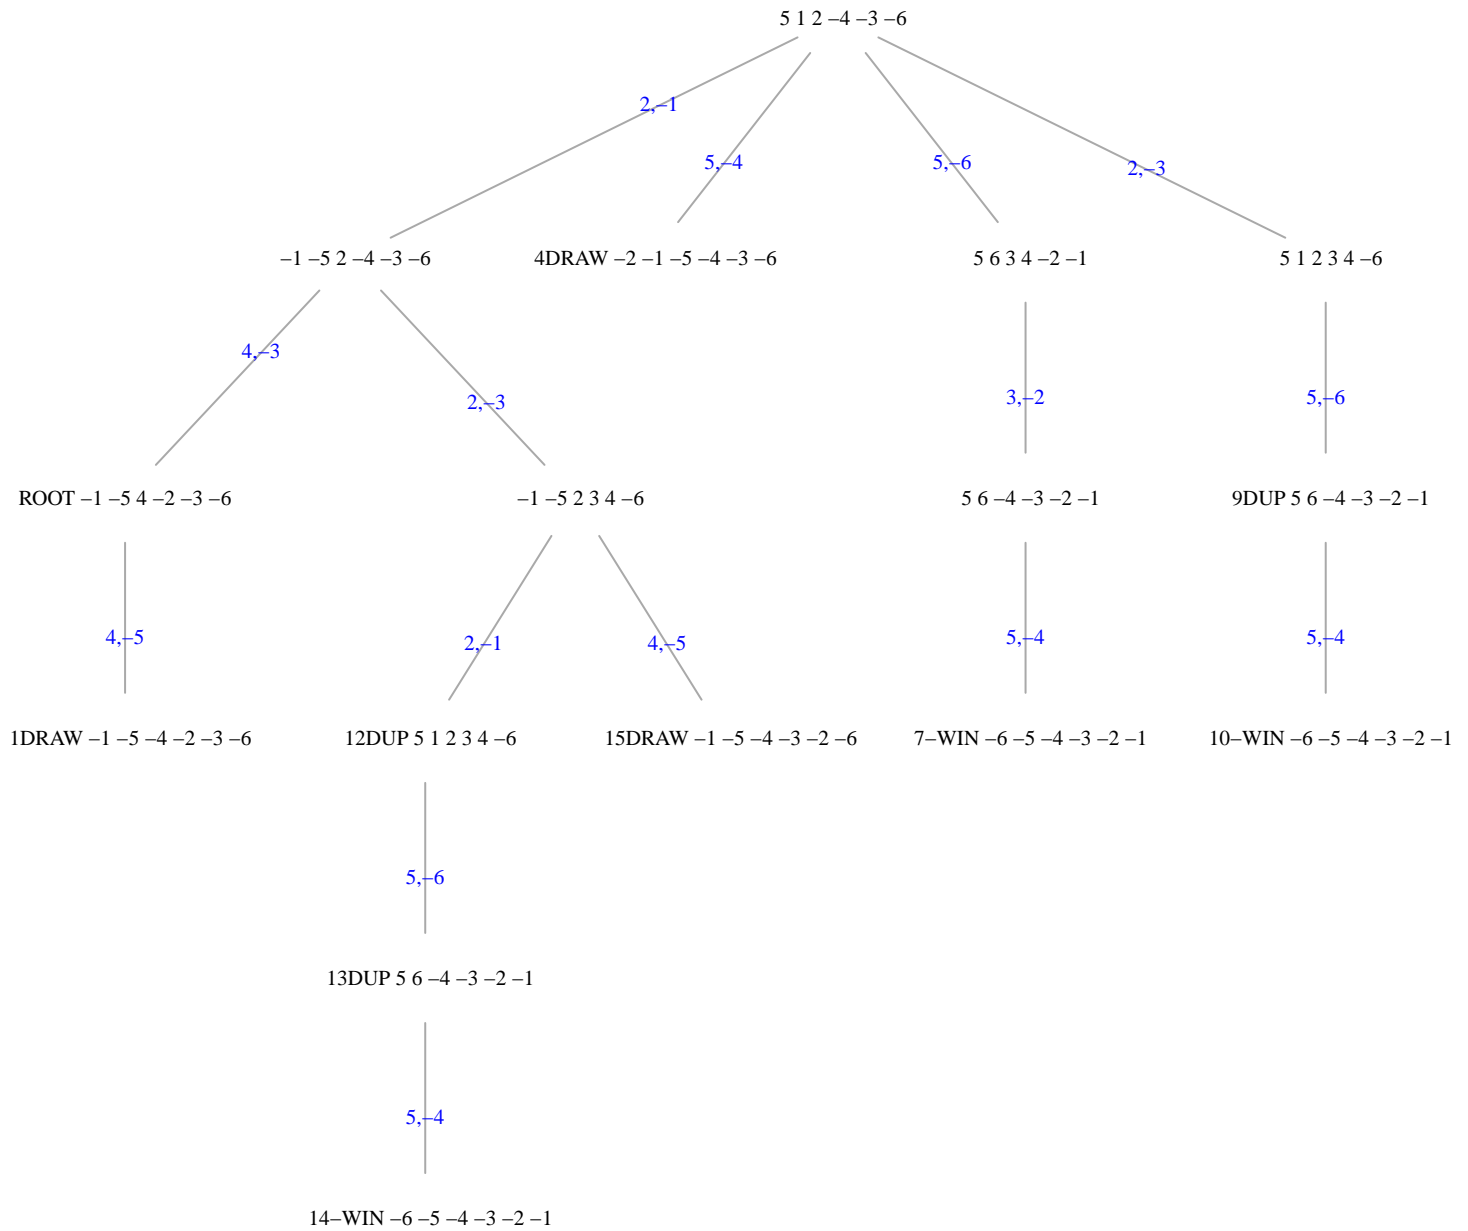 5 1 2 –4 –3 –6
2,–1
5,–4
5,–6
2,–3
–1 –5 2 –4 –3 –6
4DRAW –2 –1 –5 –4 –3 –6
5 6 3 4 –2 –1
5 1 2 3 4 –6
4,–3
2,–3
3,–2
5,–6
ROOT –1 –5 4 –2 –3 –6
–1 –5 2 3 4 –6
5 6 –4 –3 –2 –1
9DUP 5 6 –4 –3 –2 –1
4,–5
2,–1
4,–5
5,–4
5,–4
1DRAW –1 –5 –4 –2 –3 –6
12DUP 5 1 2 3 4 –6
15DRAW –1 –5 –4 –3 –2 –6
7–WIN –6 –5 –4 –3 –2 –1
10–WIN –6 –5 –4 –3 –2 –1
5,–6
13DUP 5 6 –4 –3 –2 –1
5,–4
14–WIN –6 –5 –4 –3 –2 –1